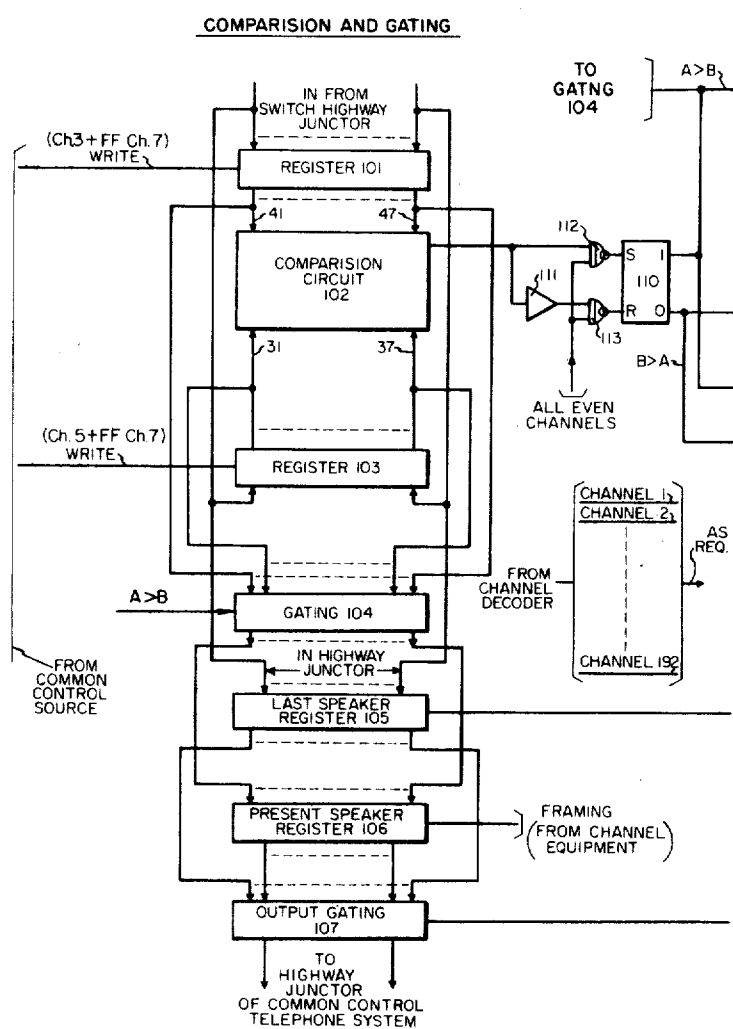 COMPARISION AND GATING
IN FROM
SWITCH HIGHWAY
JUNCTOR
TO
GATNG
104
A>B
(Ch.3+FF Ch.7)
WRITE
REGISTER 101
41
47
COMPARISION
CIRCUIT
102
112
S
1
110
R
O
111
113
31
37
B>A
ALL EVEN
CHANNELS
(Ch.5+FF Ch.7)
WRITE
REGISTER 103
CHANNEL 1
CHANNEL 2
AS
REQ.
FROM
CHANNEL
DECODER
CHANNEL 192
A>B
GATING 104
FROM
COMMON
CONTROL
SOURCE
IN HIGHWAY
JUNCTOR
LAST SPEAKER
REGISTER 105
PRESENT SPEAKER
REGISTER 106
FRAMING
(FROM CHANNEL
EQUIPMENT)
OUTPUT GATING
107
TO
HIGHWAY
JUNCTOR
OF COMMON CONTROL
TELEPHONE SYSTEM